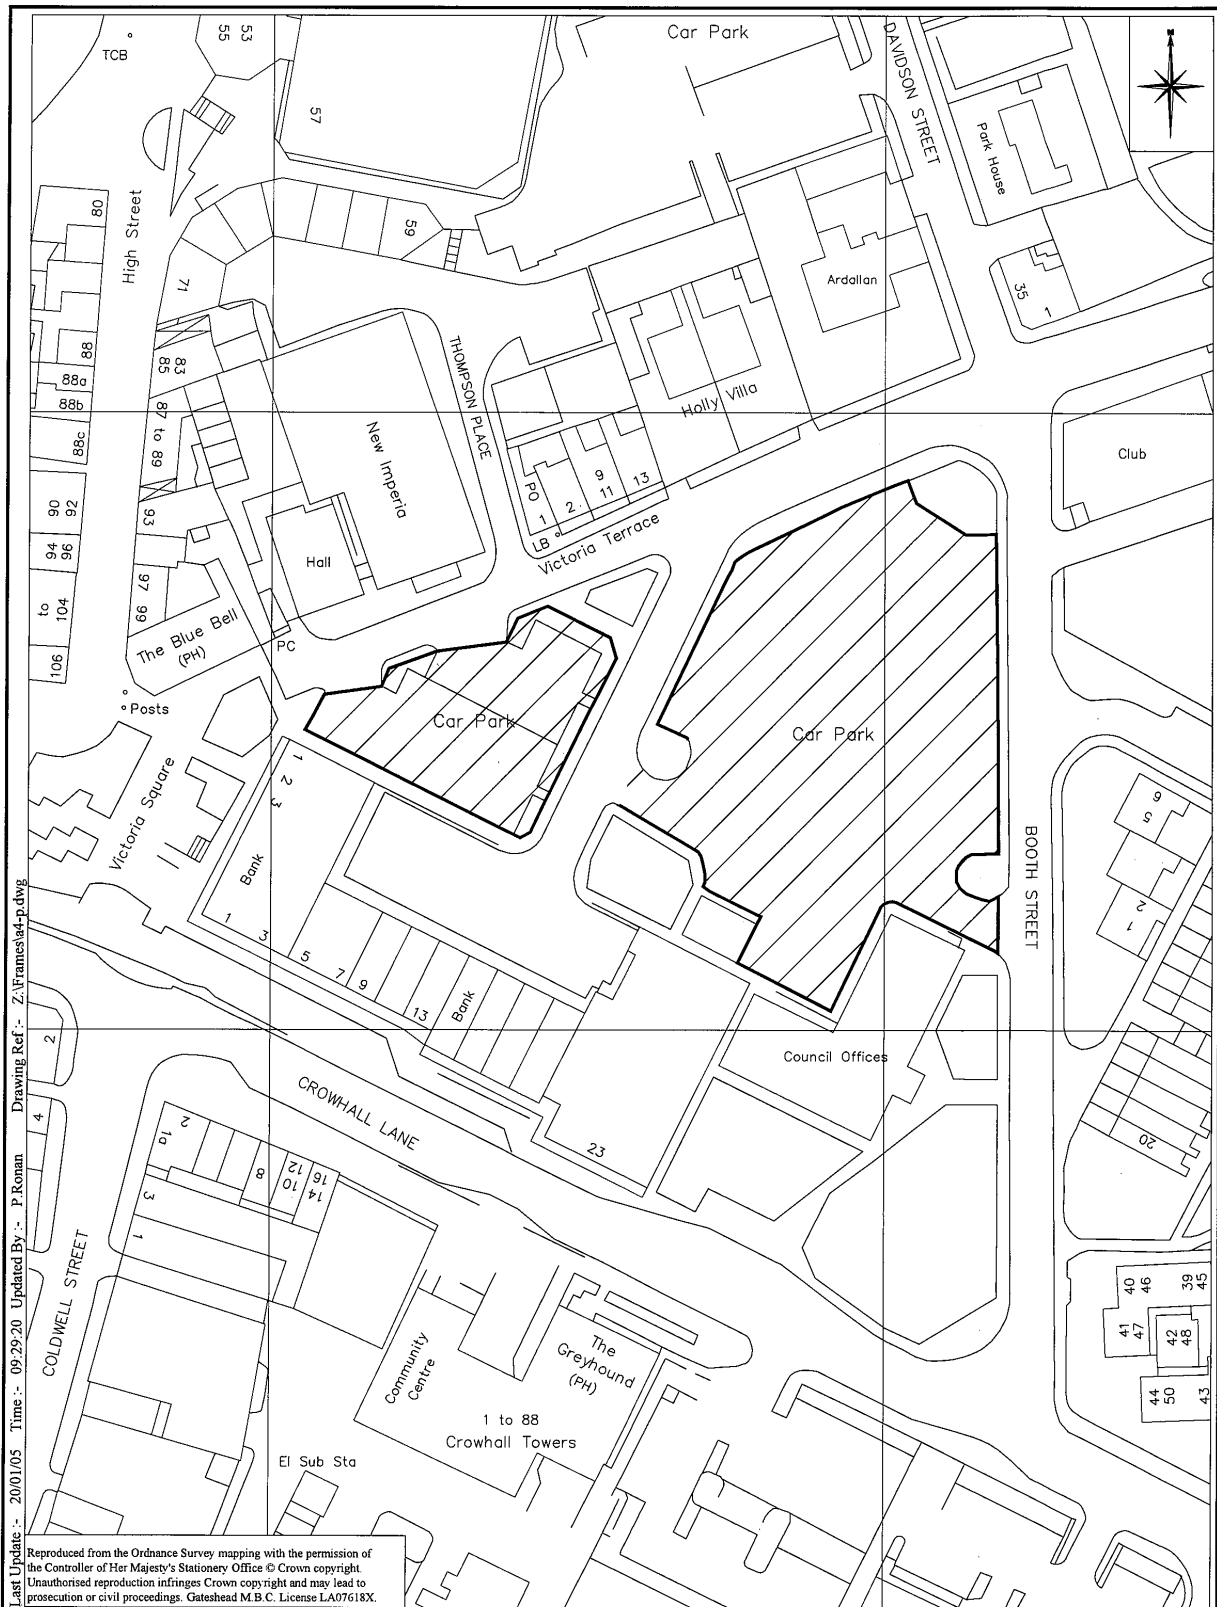 TCB
53
55
57
Car Park
DAVIDSON STREET
N
Park House
80
High Street
59
71
Ardallan
35
1
88
88a
88b
88c
83
85
87 to 89
THOMPSON PLACE
New Imperia
Holly Villa
Club
PO
1
2
9
11
13
LB
Victoria Terrace
90
92
94
96
93
Hall
97
99
to
104
106
The Blue Bell
(PH)
PC
Posts
Car Park
Car Park
Victoria Square
1
2
3
Bank
1
3
5
7
9
13
Bank
BOOTH STREET
6
5
2
1
20
Council Offices
2
4
CROWHALL LANE
23
2
1a
3
1
8
12
10
16
14
COLDWELL STREET
Community
Centre
The
Greyhound
(PH)
1 to 88
Crowhall Towers
El Sub Sta
40
46
39
45
41
47
42
48
44
50
43
Last Update :- 20/01/05 Time :- 09:29:20 Updated By :- P.Ronan Drawing Ref :- Z:\Frames\a4-p.dwg
Reproduced from the Ordnance Survey mapping with the permission of
the Controller of Her Majesty's Stationery Office © Crown copyright.
Unauthorised reproduction infringes Crown copyright and may lead to
prosecution or civil proceedings. Gateshead M.B.C. License LA07618X.